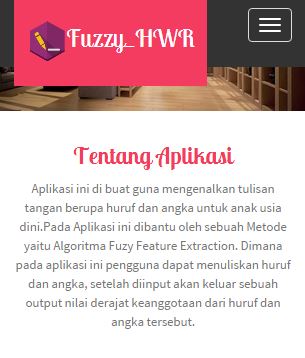 Fuzzy_HWR
Tentang Aplikasi
Aplikasi ini di buat guna mengenalkan tulisan
tangan berupa huruf dan angka untuk anak usia
dini.Pada Aplikasi ini dibantu oleh sebuah Metode
yaitu Algoritma Fuzy Feature Extraction. Dimana
pada aplikasi ini pengguna dapat menuliskan huruf
dan angka, setelah diinput akan keluar sebuah
output nilai derajat keanggotaan dari huruf dan
angka tersebut.